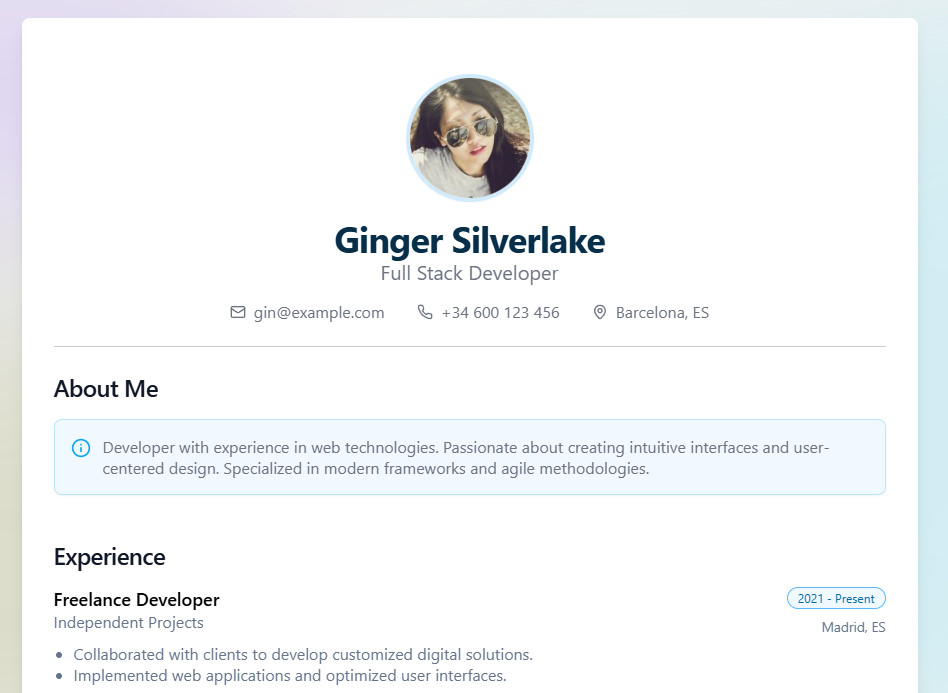 Ginger Silverlake
Full Stack Developer
gin@example.com +34 600 123 456 Barcelona, ES
About Me
Developer with experience in web technologies. Passionate about creating intuitive interfaces and user-
centered design. Specialized in modern frameworks and agile methodologies.
Experience
Freelance Developer 2021 - Present
Independent Projects Madrid, ES
• Collaborated with clients to develop customized digital solutions.
• Implemented web applications and optimized user interfaces.